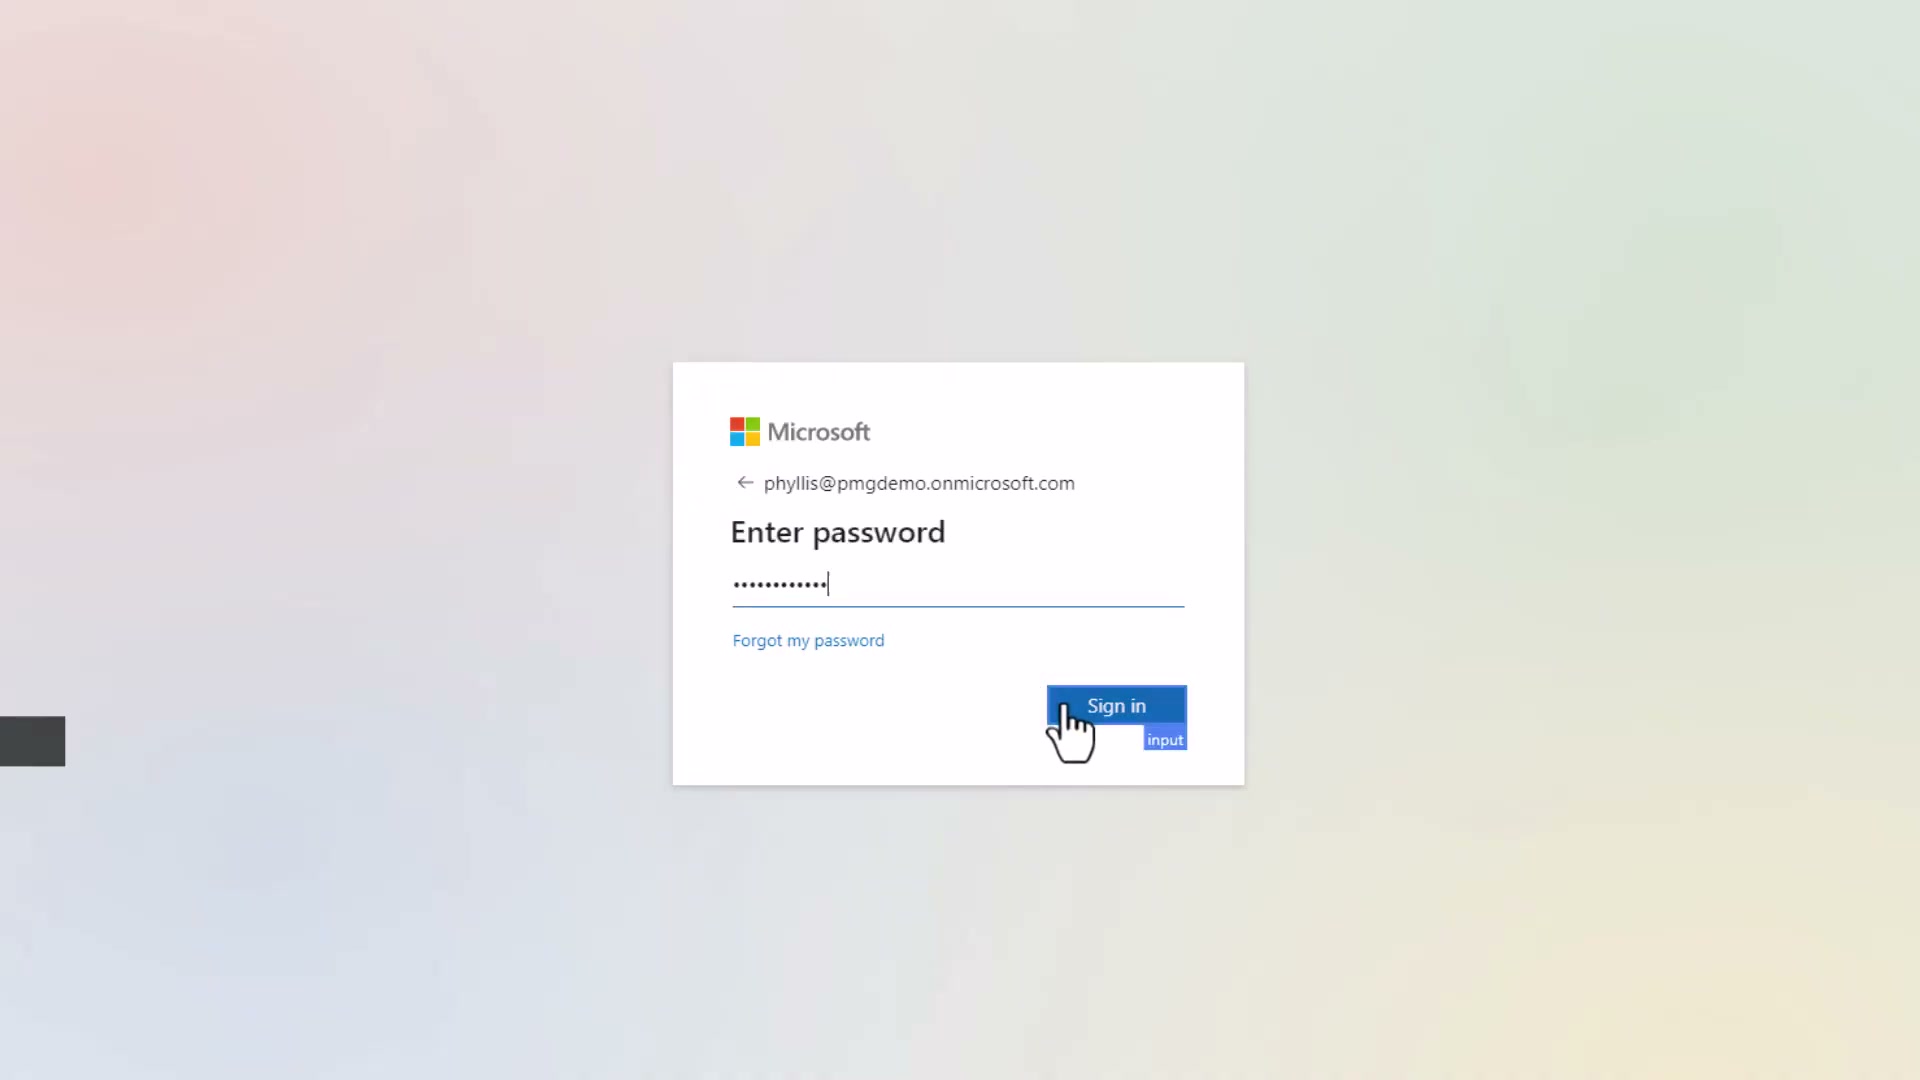 Microsoft
phyllis@pmgdemo.onmicrosoft.com
Enter password
••••••••••••
Forgot my password
Sign in
input